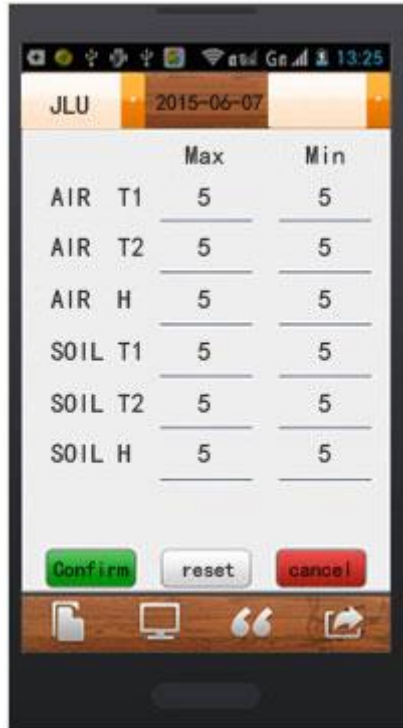 13:25
JLU 2015-06-07
Max Min
AIR T1 5 5
AIR T2 5 5
AIR H 5 5
SOIL T1 5 5
SOIL T2 5 5
SOIL H 5 5
Confirm reset cancel